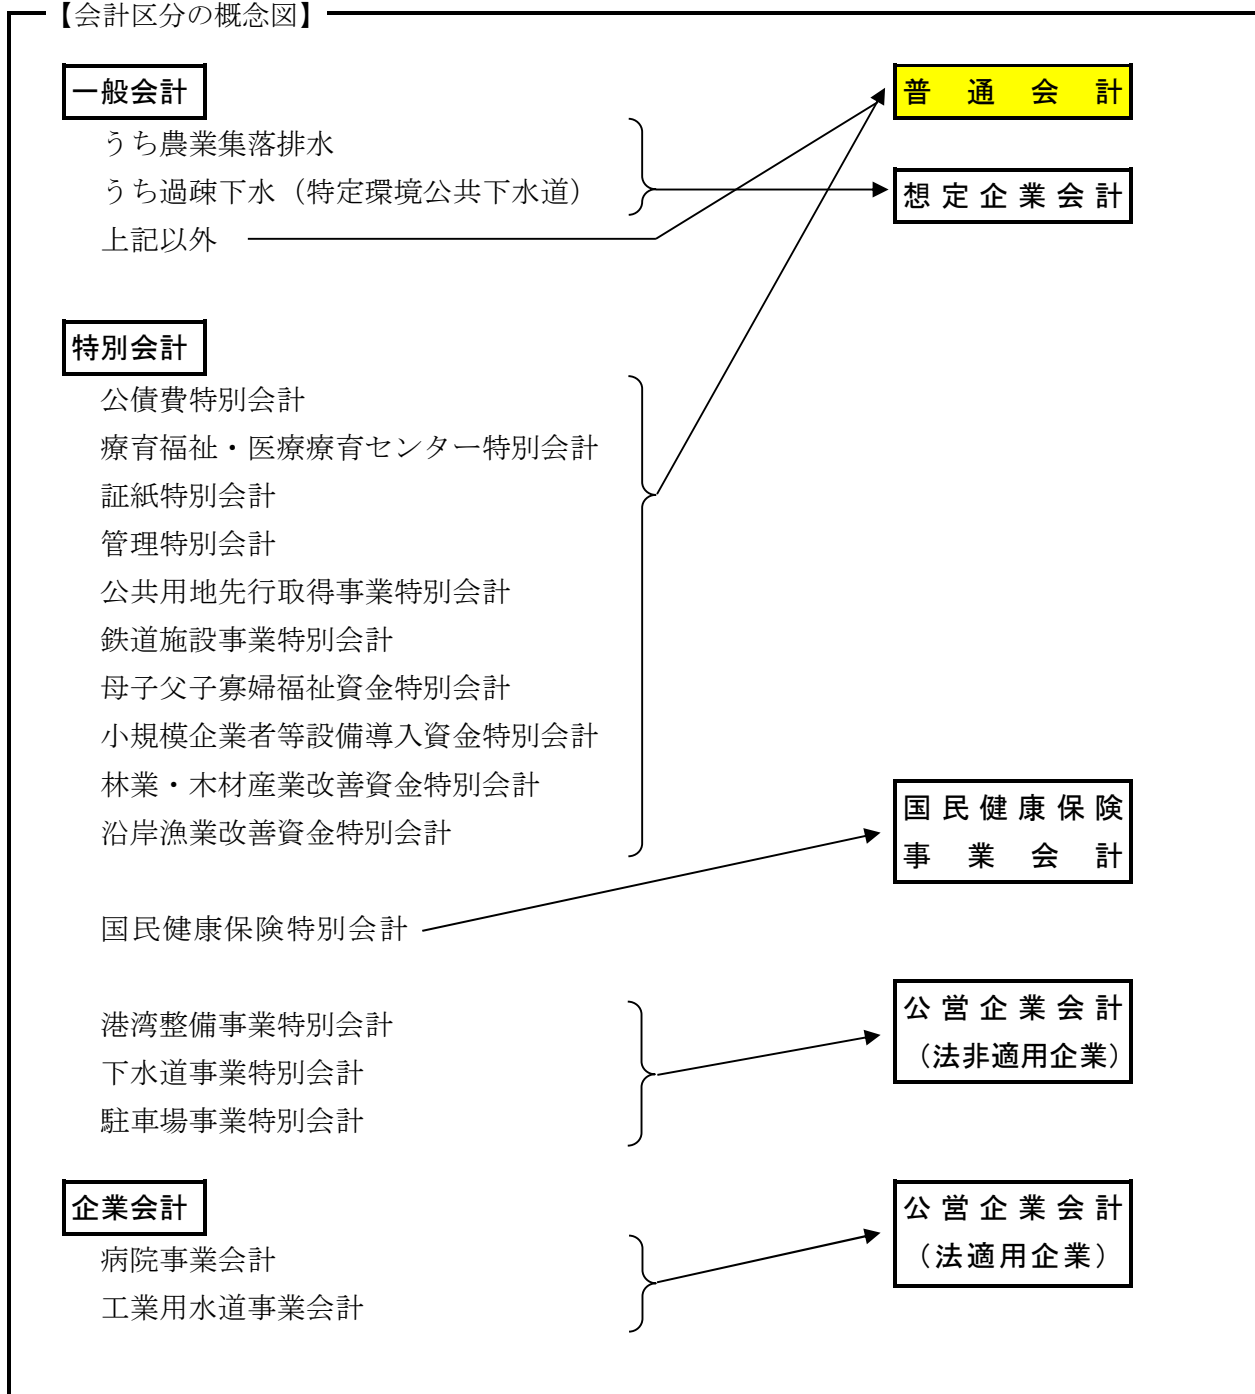 【会計区分の概念図】
一般会計
うち農業集落排水
うち過疎下水（特定環境公共下水道）
上記以外
普通会計
想定企業会計
特別会計
公債費特別会計
療育福祉・医療療育センター特別会計
証紙特別会計
管理特別会計
公共用地先行取得事業特別会計
鉄道施設事業特別会計
母子父子寡婦福祉資金特別会計
小規模企業者等設備導入資金特別会計
林業・木材産業改善資金特別会計
沿岸漁業改善資金特別会計
国民健康保険
事業会計
国民健康保険特別会計
港湾整備事業特別会計
下水道事業特別会計
駐車場事業特別会計
公営企業会計
（法非適用企業）
企業会計
病院事業会計
工業用水道事業会計
公営企業会計
（法適用企業）